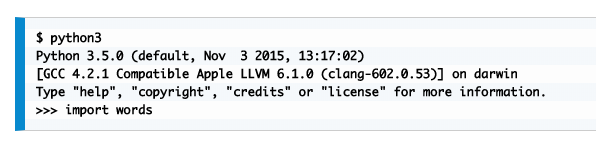 $ python3
Python 3.5.0 (default, Nov  3 2015, 13:17:02)
[GCC 4.2.1 Compatible Apple LLVM 6.1.0 (clang-602.0.53)] on darwin
Type "help", "copyright", "credits" or "license" for more information.
>>> import words